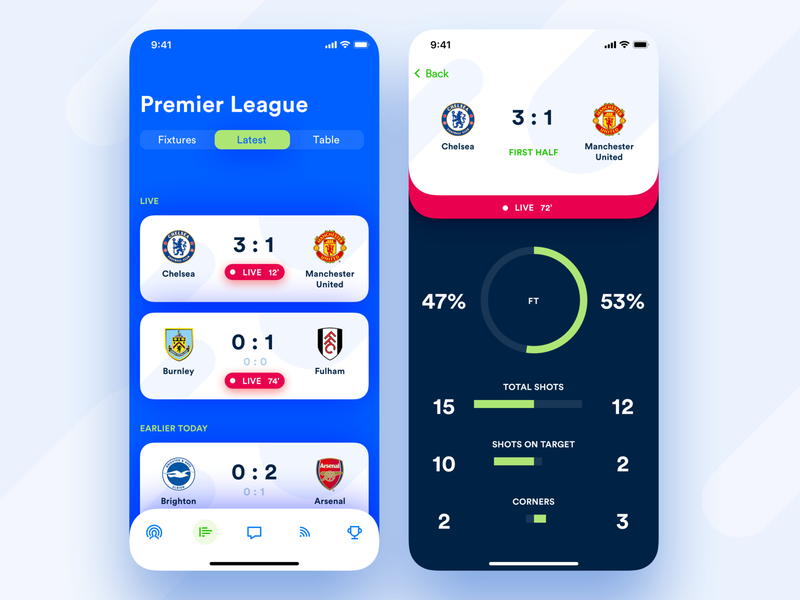 9:41
Premier League
Fixtures
Latest
Table
LIVE
Chelsea
3 : 1
LIVE 12'
Manchester
United
Burnley
0 : 1
0 : 0
LIVE 74'
Fulham
EARLIER TODAY
Brighton
0 : 2
0 : 1
Arsenal
Arsenal
9:41
Back
CHELSEA
Chelsea
3 : 1
FIRST HALF
Manchester
United
LIVE 72'
47%
FT
53%
TOTAL SHOTS
15
12
SHOTS ON TARGET
10
2
CORNERS
2
3